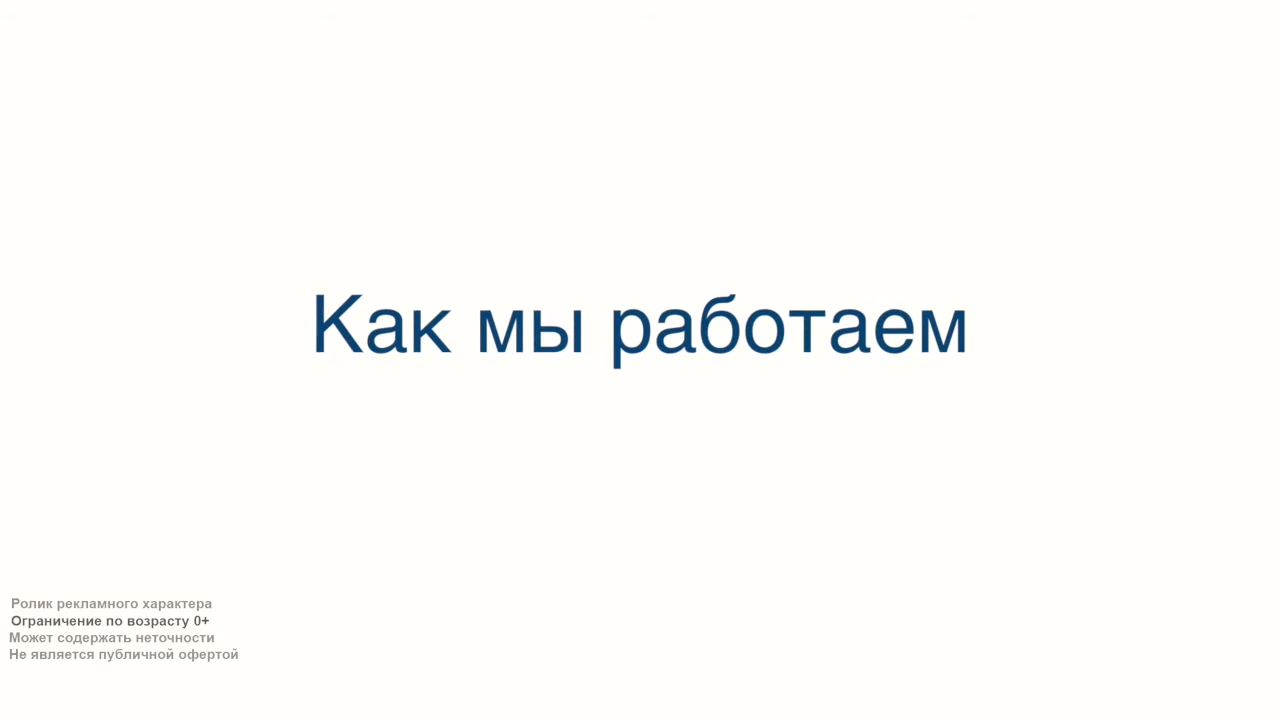 Как мы работаем
Ролик рекламного характера
Ограничение по возрасту 0+
Может содержать неточности
Не является публичной офертой